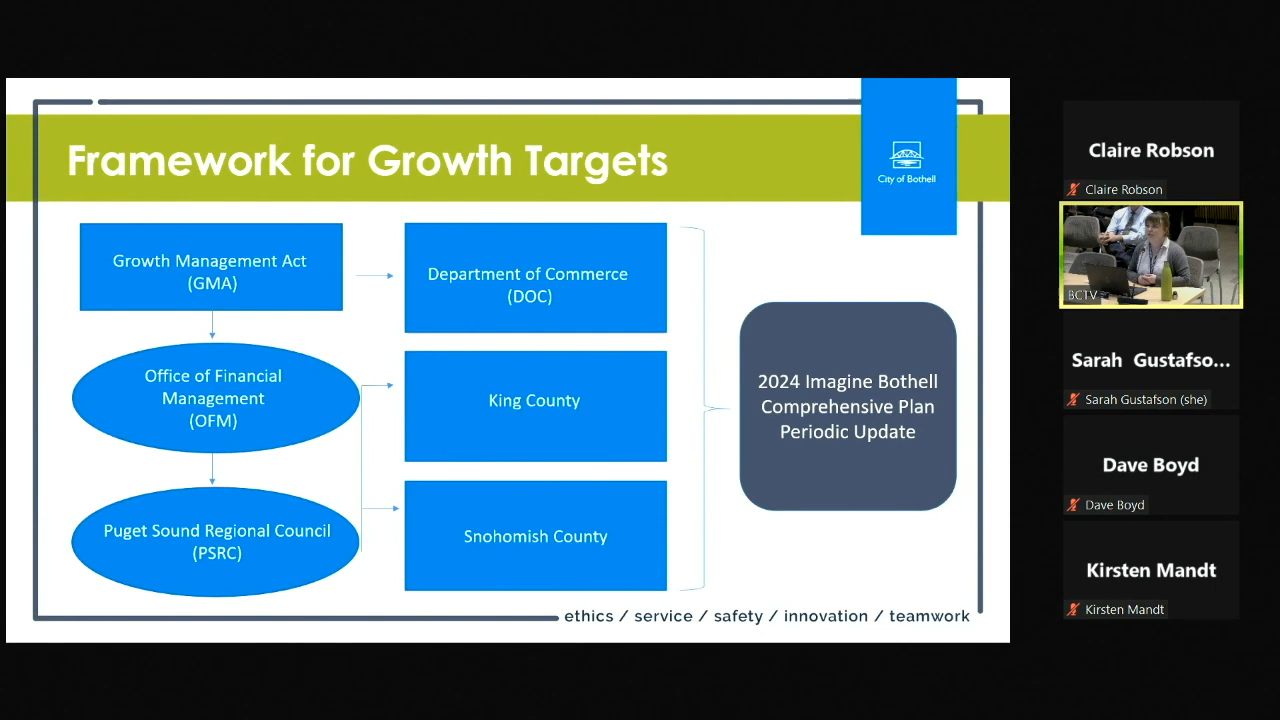 Framework for Growth Targets
City of Bothell
Growth Management Act
(GMA)
Department of Commerce
(DOC)
Office of Financial
Management
(OFM)
King County
2024 Imagine Bothell
Comprehensive Plan
Periodic Update
Puget Sound Regional Council
(PSRC)
Snohomish County
ethics / service / safety / innovation / teamwork
Claire Robson
Claire Robson
BCTV
Sarah Gustafso...
Sarah Gustafson (she)
Dave Boyd
Dave Boyd
Kirsten Mandt
Kirsten Mandt